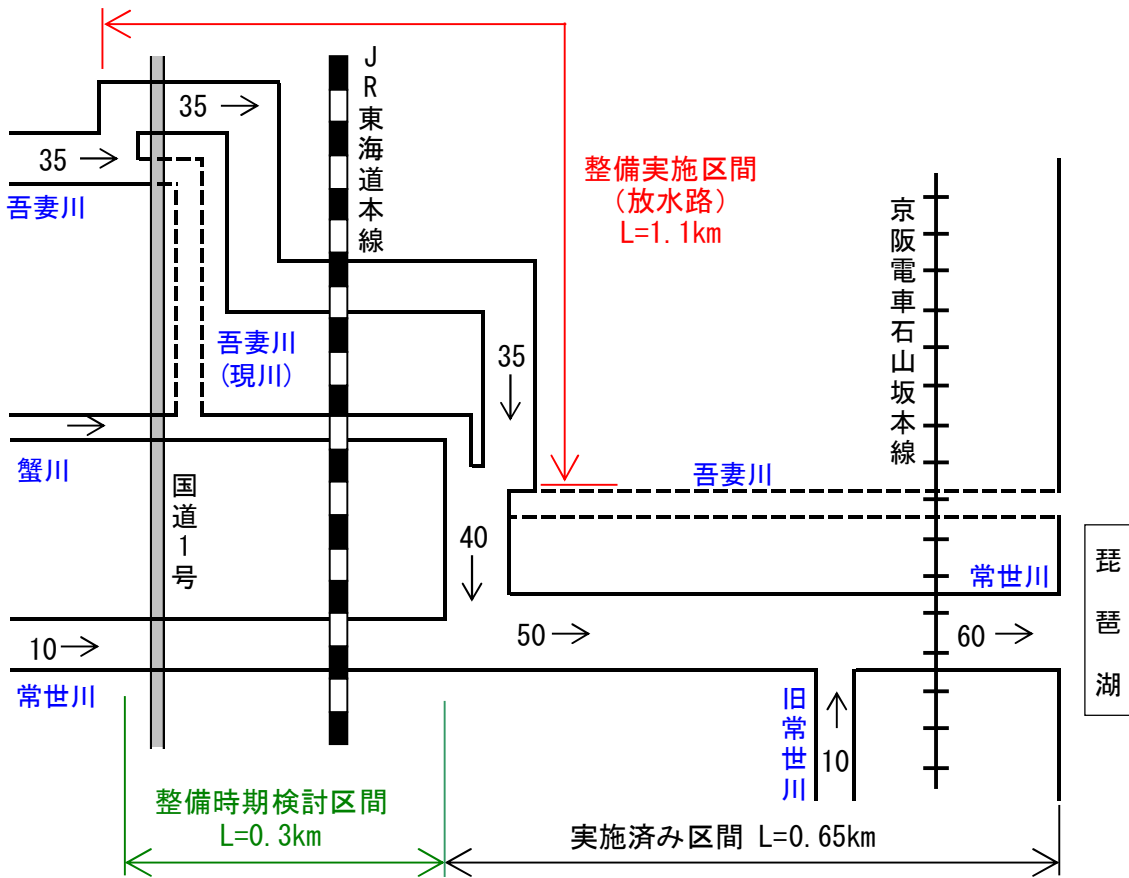 35
35
吾妻川
JR東海道本線
整備実施区間
(放水路)
L=1.1km
京阪電車石山坂本線
吾妻川
(現川)
35
蟹川
国道1号
吾妻川
40
常世川
琵琶湖
10
50
60
常世川
旧常世川
10
整備時期検討区間
L=0.3km
実施済み区間 L=0.65km